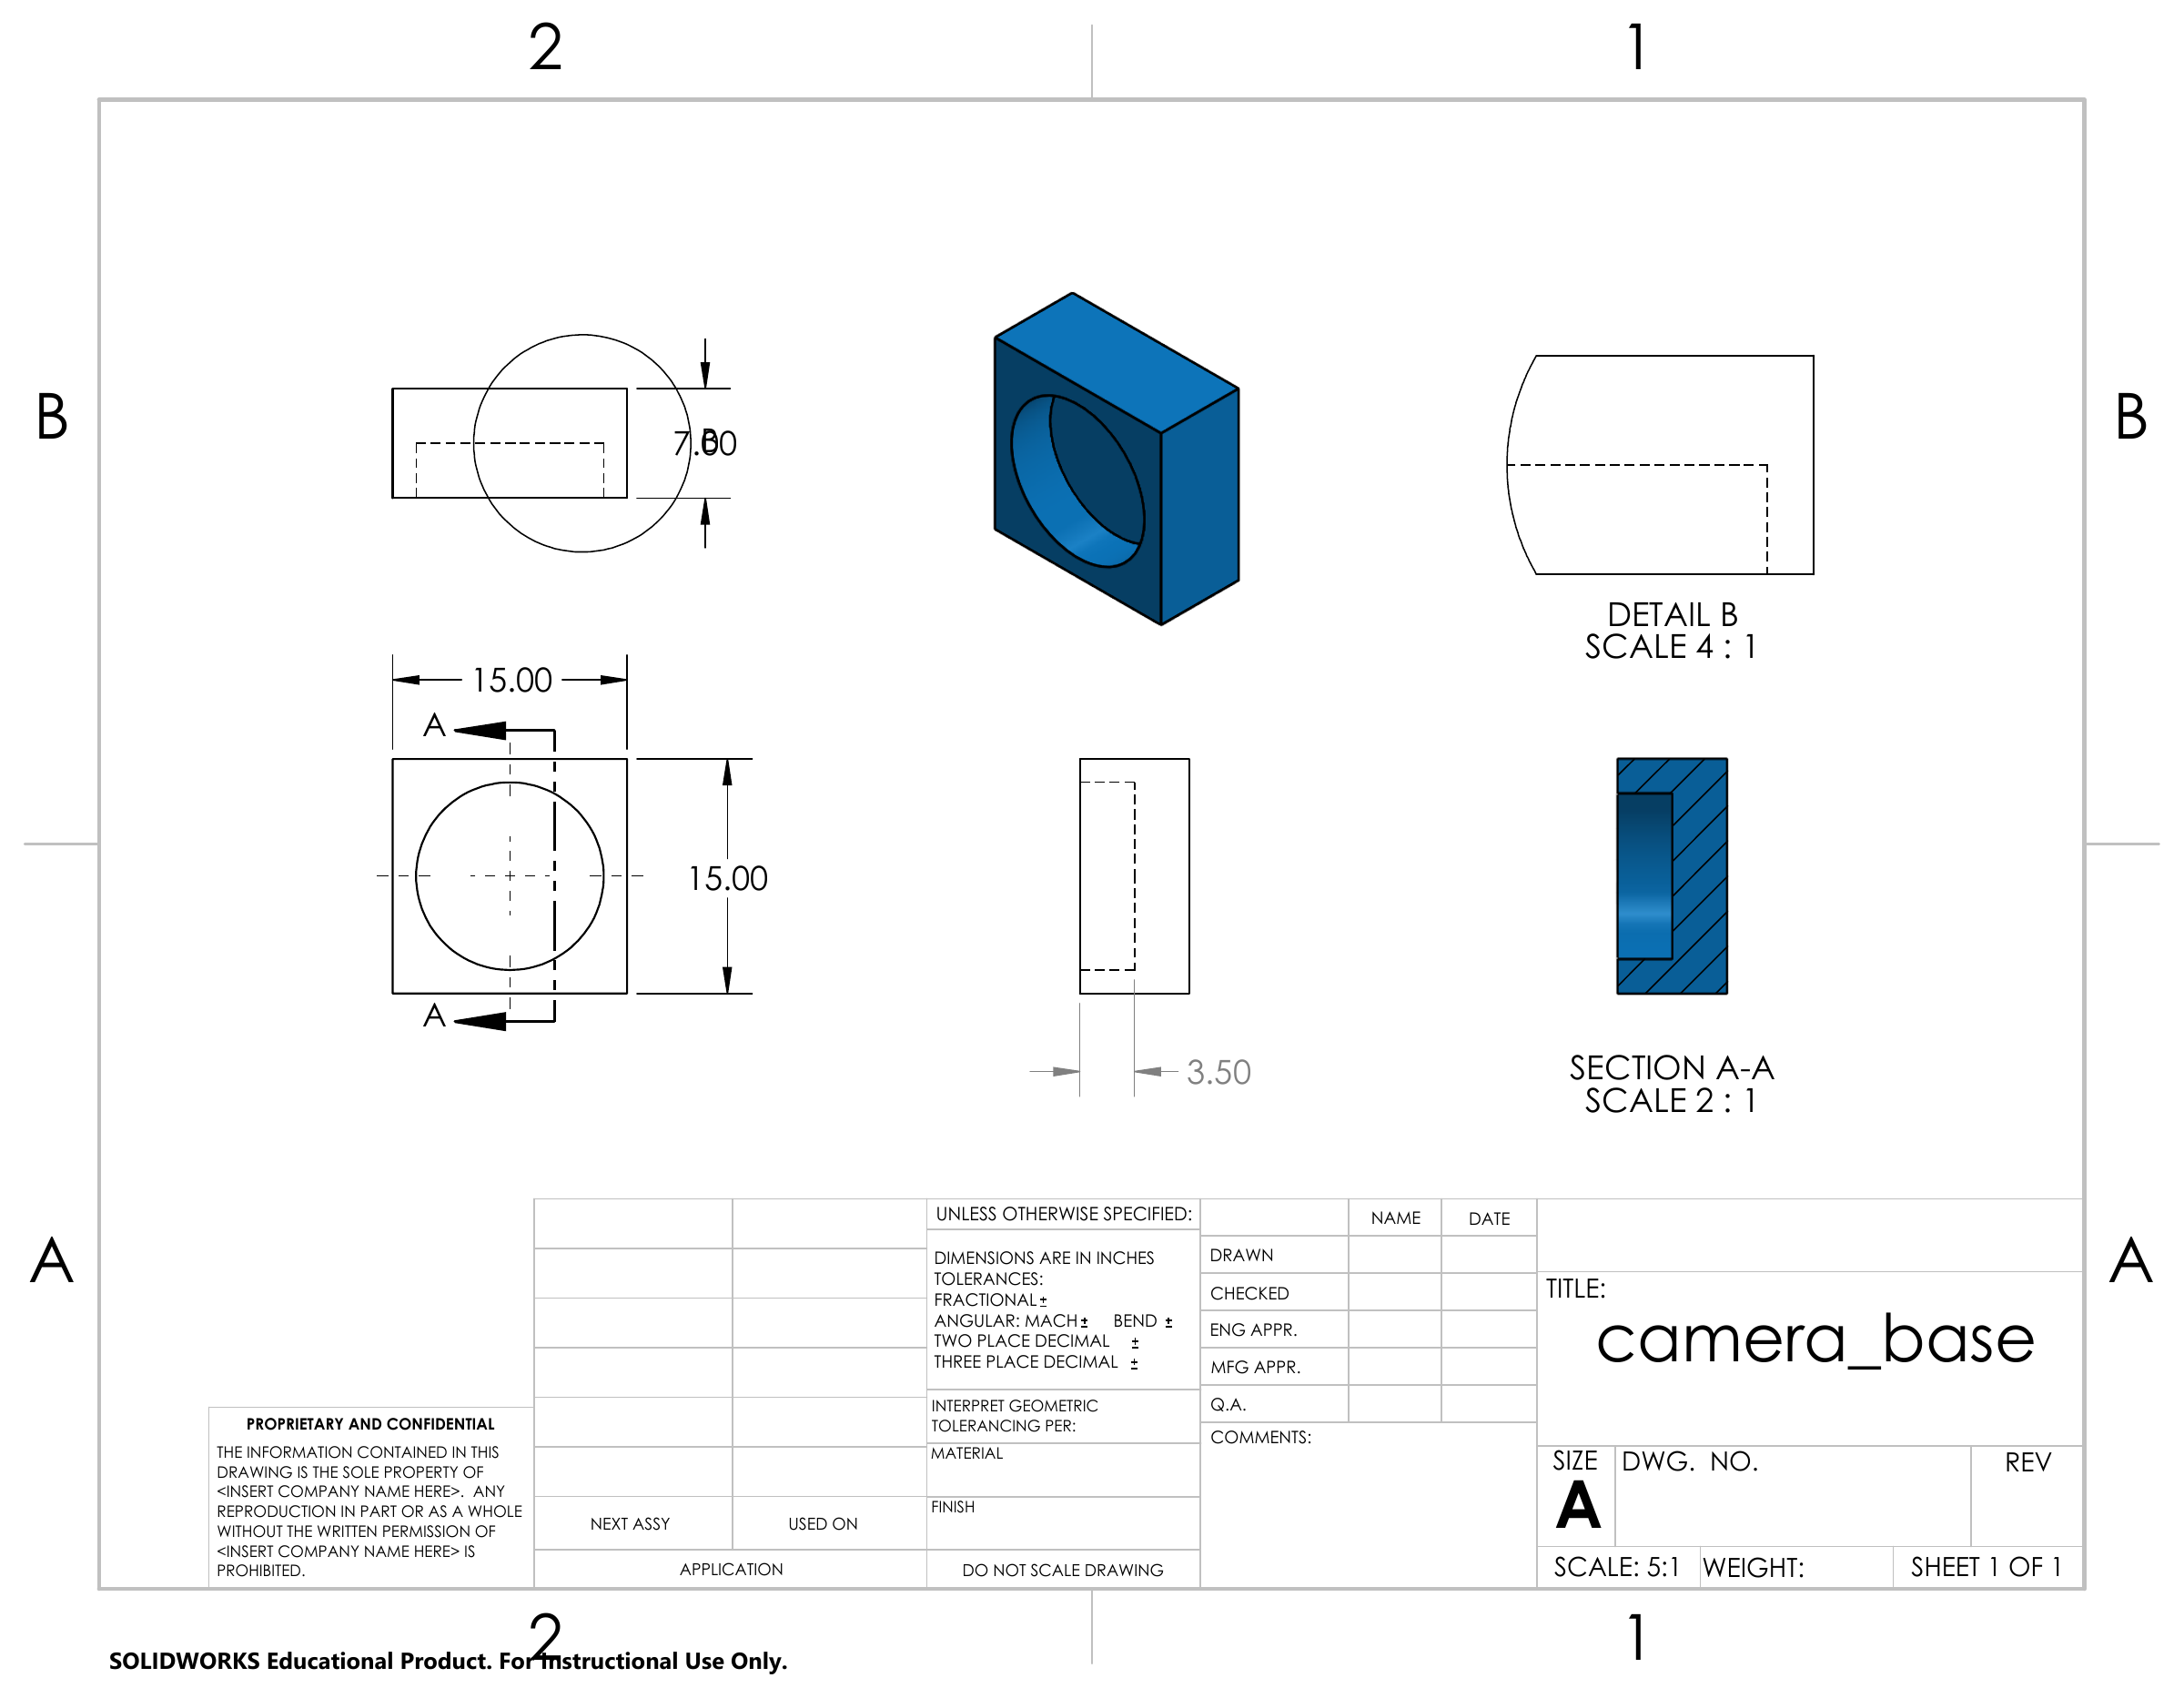 2
1
B
B
7.00
B
DETAIL B
SCALE 4 : 1
15.00
A
15.00
A
3.50
SECTION A-A
SCALE 2 : 1
A
A
UNLESS OTHERWISE SPECIFIED:
DIMENSIONS ARE IN INCHES
TOLERANCES:
FRACTIONAL ±
ANGULAR: MACH ± BEND ±
TWO PLACE DECIMAL ±
THREE PLACE DECIMAL ±
INTERPRET GEOMETRIC
TOLERANCING PER:
MATERIAL
FINISH
DO NOT SCALE DRAWING
NAME DATE
DRAWN
CHECKED
ENG APPR.
MFG APPR.
Q.A.
COMMENTS:
TITLE:
camera_base
SIZE
A
DWG. NO.
REV
SCALE: 5:1
WEIGHT:
SHEET 1 OF 1
PROPRIETARY AND CONFIDENTIAL
THE INFORMATION CONTAINED IN THIS
DRAWING IS THE SOLE PROPERTY OF
<INSERT COMPANY NAME HERE>. ANY
REPRODUCTION IN PART OR AS A WHOLE
WITHOUT THE WRITTEN PERMISSION OF
<INSERT COMPANY NAME HERE> IS
PROHIBITED.
NEXT ASSY
USED ON
APPLICATION
2
1
SOLIDWORKS Educational Product. For Instructional Use Only.